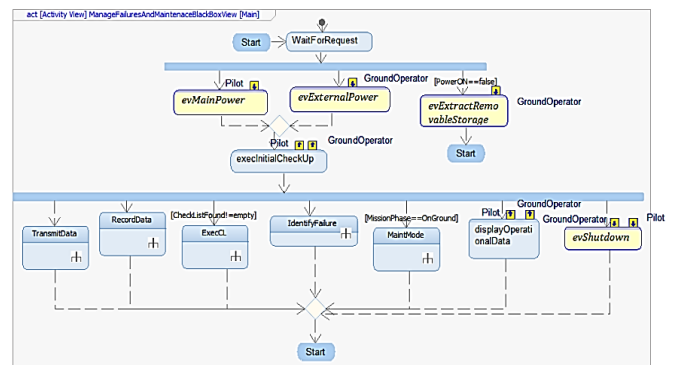 act [Activity View] ManageFailuresAndMaintenaceBlackBoxView [Main]
Start
WaitForRequest
Pilot
GroundOperator
[PowerON==false]
evMainPower
evExternalPower
evExtractRemo
vableStorage
GroundOperator
Pilot
GroundOperator
execInitialCheckUp
Start
GroundOperator
TransmitData
RecordData
[CheckListFound!=empty]
ExecCL
IdentifyFailure
[MissionPhase==OnGround]
MaintMode
Pilot
displayOperati
onalData
GroundOperator
Pilot
evShutdown
Start